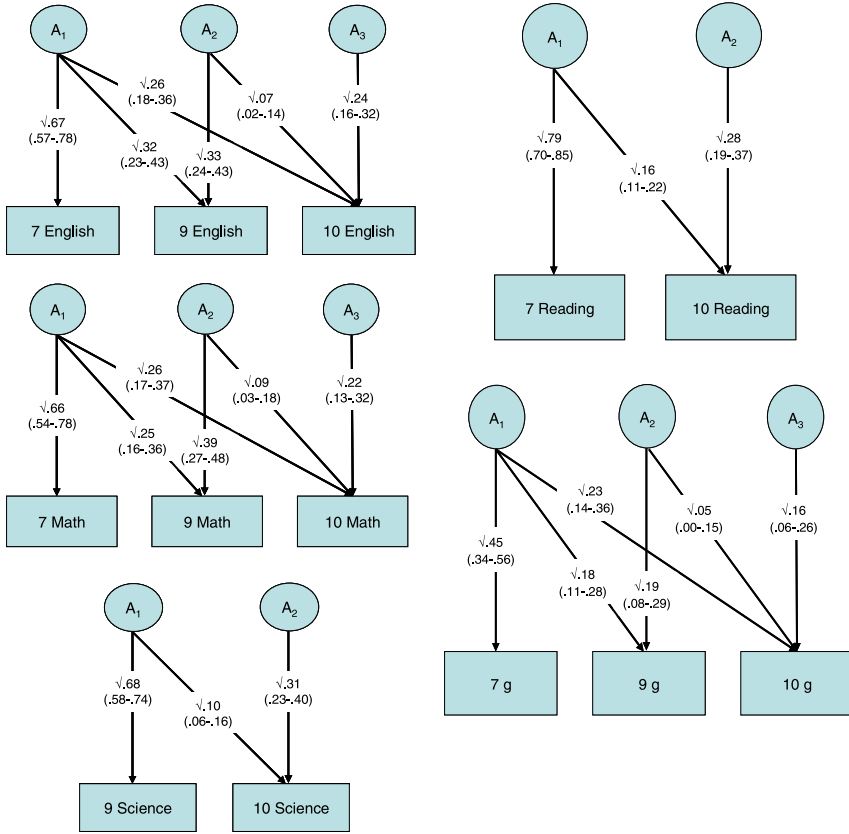 A1
A2
A3
√.67
(.57-.78)
√.32
(.23-.43)
√.26
(.18-.36)
√.33
(.24-.43)
√.07
(.02-.14)
√.24
(.16-.32)
7 English
9 English
10 English
A1
A2
√.79
(.70-.85)
√.16
(.11-.22)
√.28
(.19-.37)
7 Reading
10 Reading
A1
A2
A3
√.66
(.54-.78)
√.25
(.16-.36)
√.26
(.17-.37)
√.39
(.27-.48)
√.09
(.03-.18)
√.22
(.13-.32)
7 Math
9 Math
10 Math
A1
A2
A3
√.45
(.34-.56)
√.18
(.11-.28)
√.23
(.14-.36)
√.19
(.08-.29)
√.05
(.00-.15)
√.16
(.06-.26)
7 g
9 g
10 g
A1
A2
√.68
(.58-.74)
√.10
(.06-.16)
√.31
(.23-.40)
9 Science
10 Science